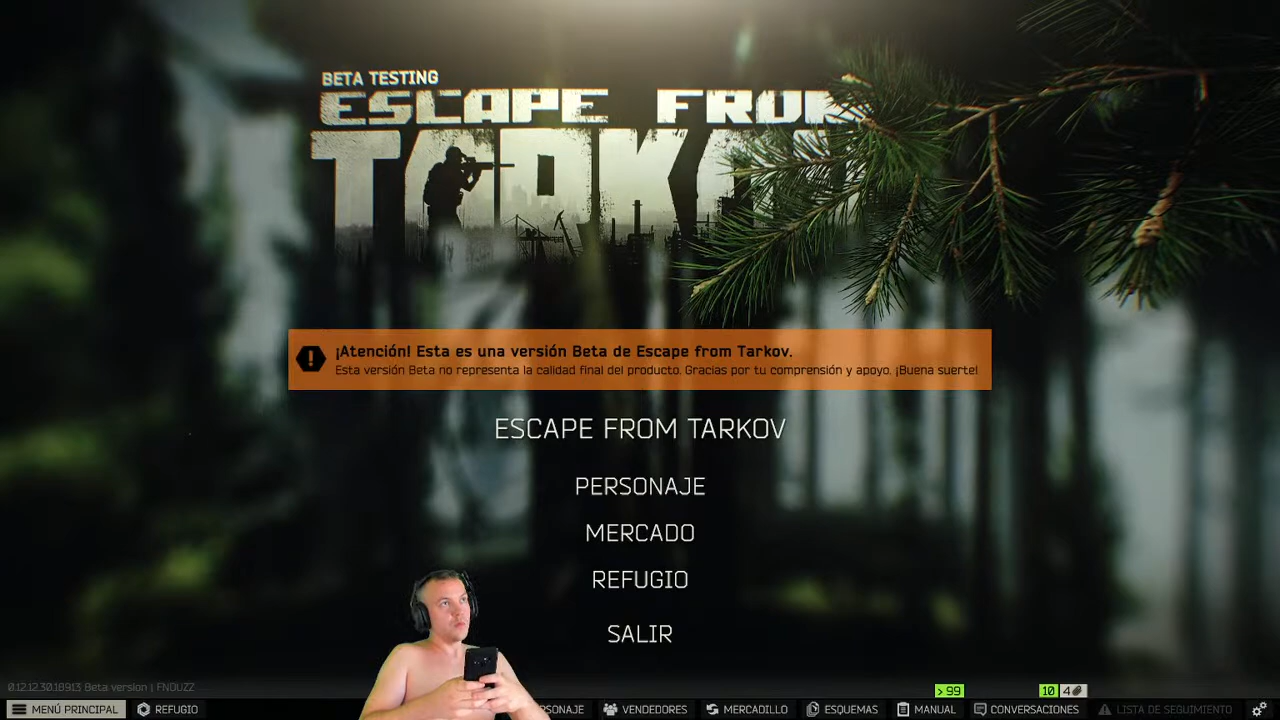 BETA TESTING
ESCAPE FROM
TARKOV
¡Atención! Esta es una versión Beta de Escape from Tarkov.
Esta versión Beta no representa la calidad final del producto. Gracias por tu comprensión y apoyo. ¡Buena suerte!
ESCAPE FROM TARKOV
PERSONAJE
MERCADO
REFUGIO
SALIR
0.12.12.30.18913 Beta version | FNDUZZ
> 99
10 4
MENÚ PRINCIPAL REFUGIO SONAJE VENDEDORES MERCADILLO ESQUEMAS MANUAL CONVERSACIONES LISTA DE SEGUIMIENTO